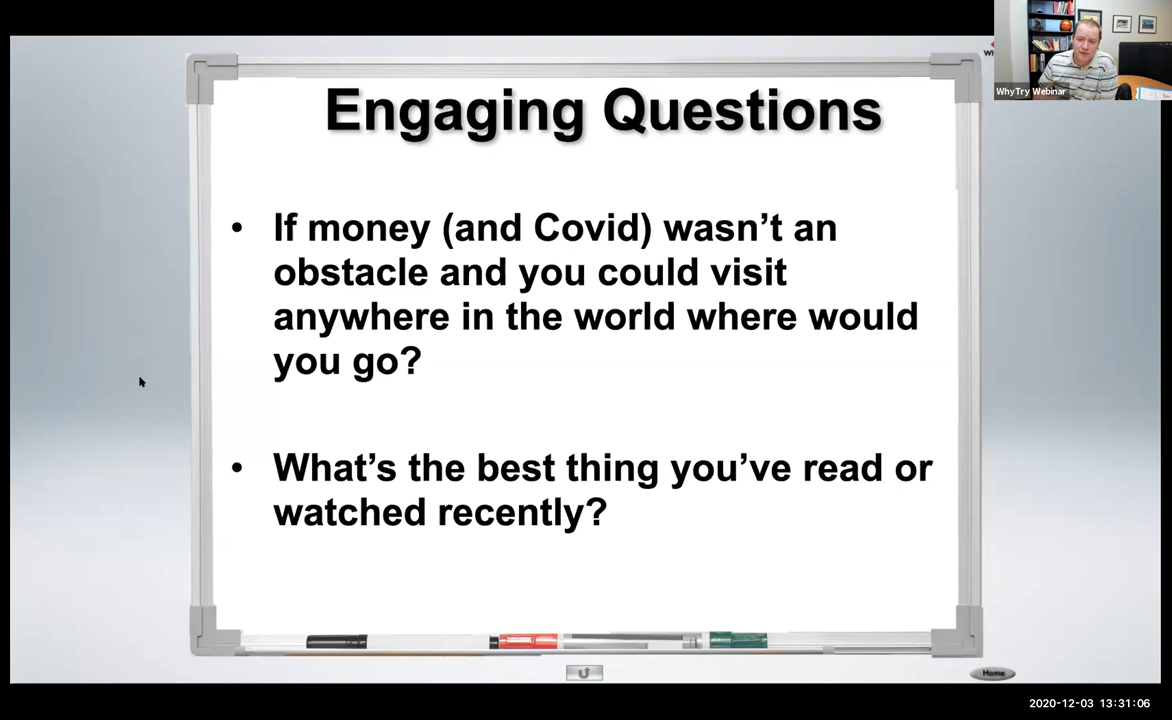 WhyTry Webinar
Engaging Questions
• If money (and Covid) wasn’t an
obstacle and you could visit
anywhere in the world where would
you go?
• What’s the best thing you’ve read or
watched recently?
Home
2020-12-03 13:31:06